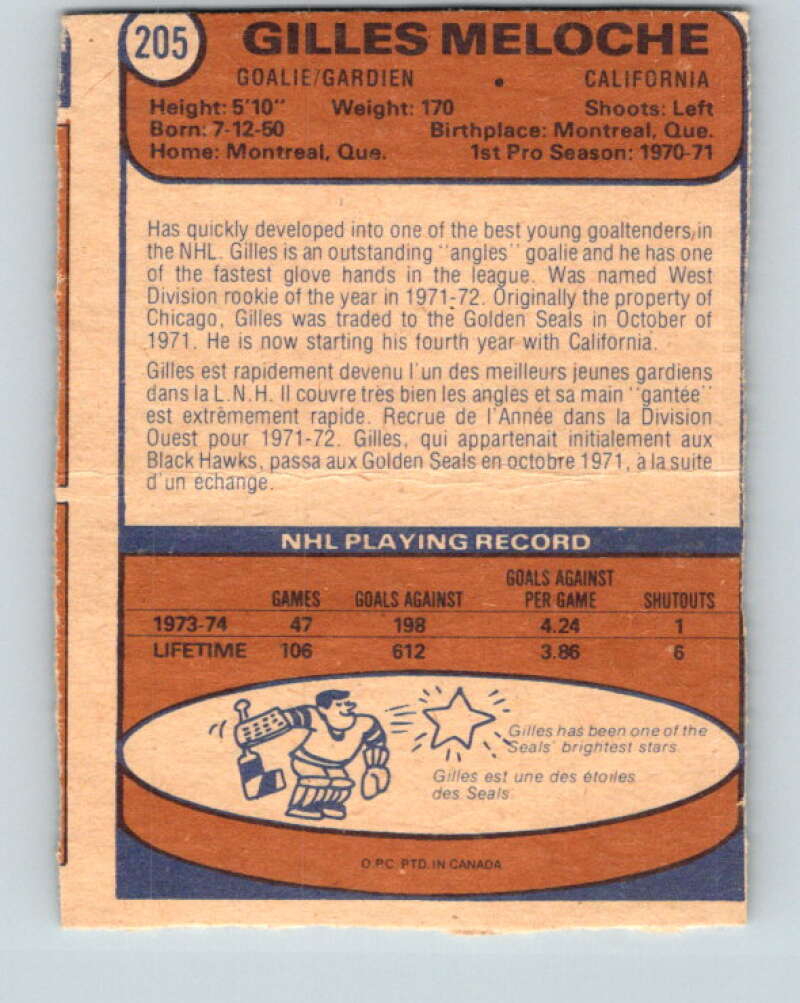 205
GILLES MELOCHE
GOALIE/GARDIEN • CALIFORNIA
Height: 5'10" Weight: 170 Shoots: Left
Born: 7-12-50 Birthplace: Montreal, Que.
Home: Montreal, Que. 1st Pro Season: 1970-71
Has quickly developed into one of the best young goaltenders in
the NHL. Gilles is an outstanding "angles" goalie and he has one
of the fastest glove hands in the league. Was named West
Division rookie of the year in 1971-72. Originally the property of
Chicago, Gilles was traded to the Golden Seals in October of
1971. He is now starting his fourth year with California.
Gilles est rapidement devenu l'un des meilleurs jeunes gardiens
dans la L.N.H. Il couvre très bien les angles et sa main "gantée"
est extrêmement rapide. Recrue de l'Année dans la Division
Ouest pour 1971-72. Gilles, qui appartenait initialement aux
Black Hawks, passa aux Golden Seals en octobre 1971, à la suite
d'un échange.
NHL PLAYING RECORD
GAMES GOALS AGAINST GOALS AGAINST PER GAME SHUTOUTS
1973-74 47 198 4.24 1
LIFETIME 106 612 3.86 6
Gilles has been one of the
Seals' brightest stars.
Gilles est une des étoiles
des Seals.
O.P.C. PTD. IN CANADA